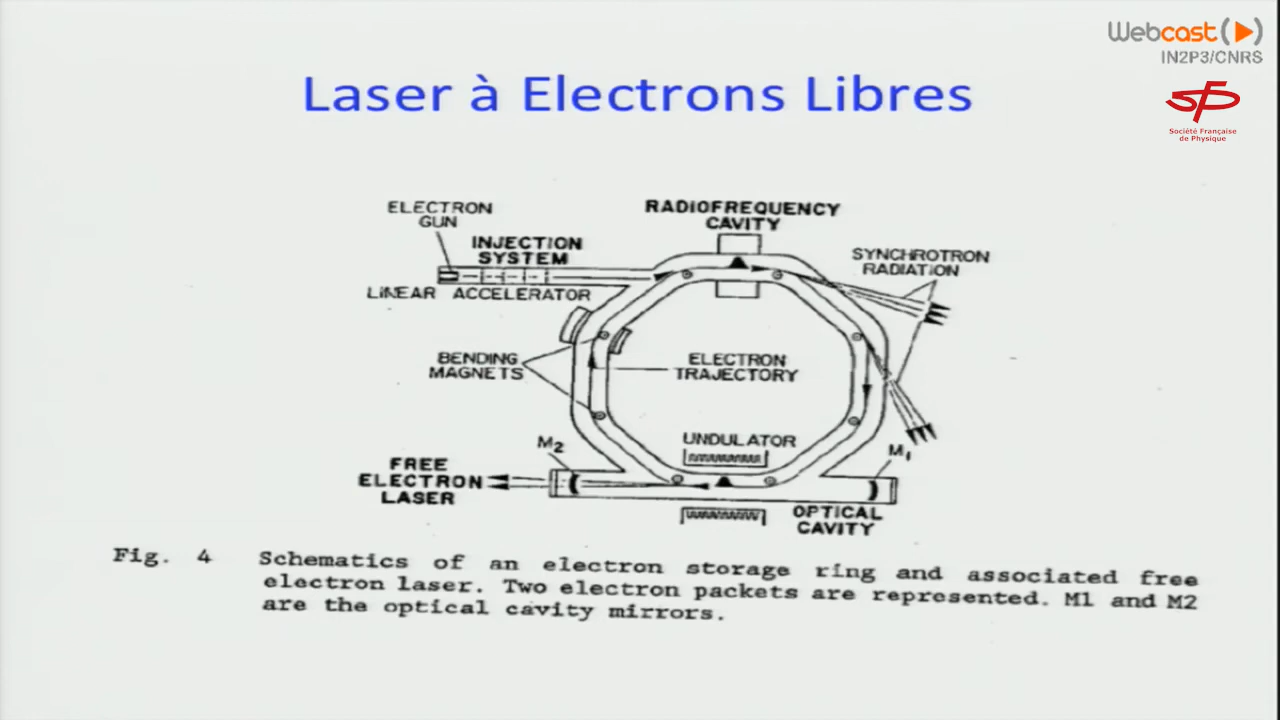 Webcast
IN2P3/CNRS
Laser à Electrons Libres
sfp
Société Française
de Physique
ELECTRON
GUN
RADIOFREQUENCY
CAVITY
INJECTION
SYSTEM
SYNCHROTRON
RADIATION
LINEAR ACCELERATOR
BENDING
MAGNETS
ELECTRON
TRAJECTORY
UNDULATOR
M2
M1
FREE
ELECTRON
LASER
OPTICAL
CAVITY
Fig. 4 Schematics of an electron storage ring and associated free
electron laser. Two electron packets are represented. M1 and M2
are the optical cavity mirrors.